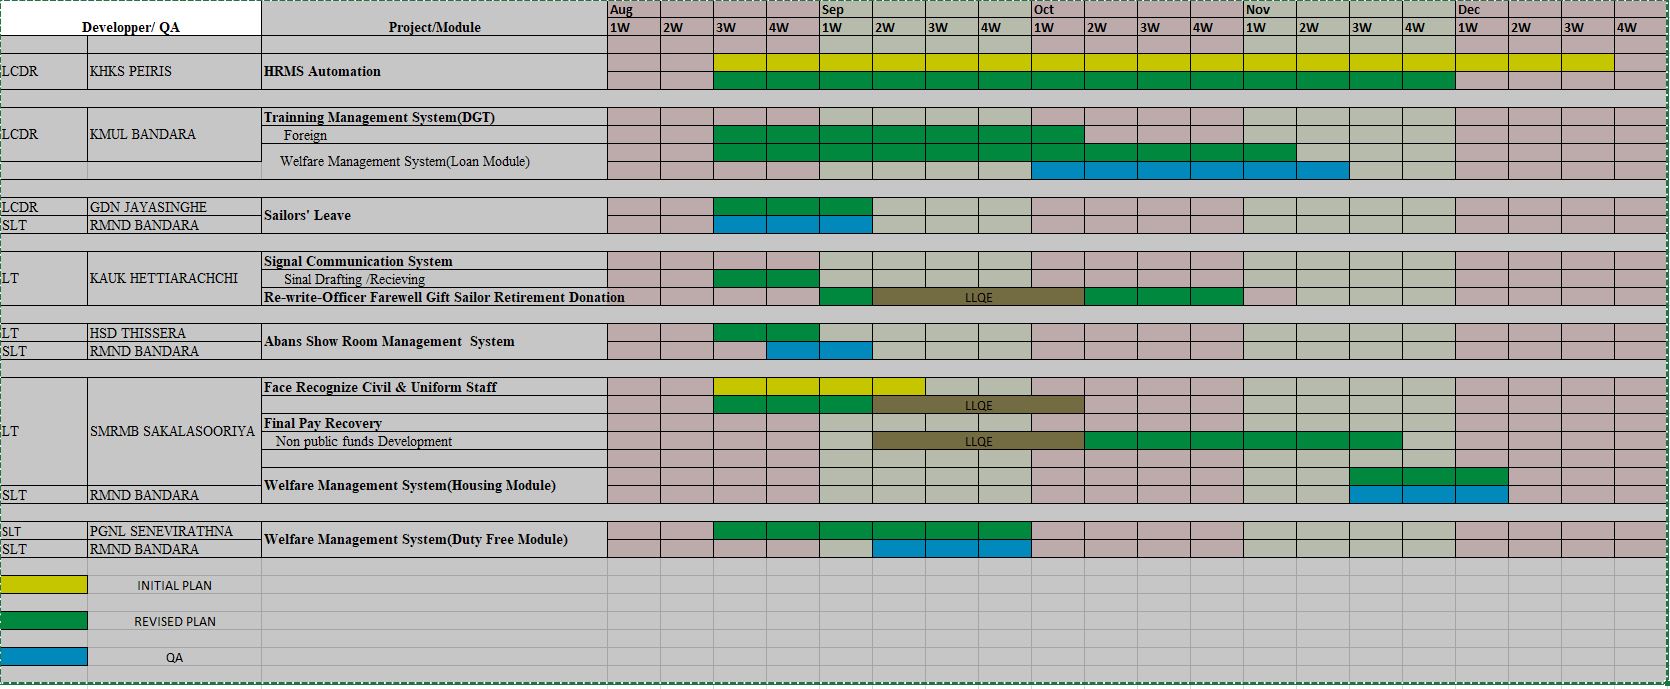 Aug Sep Oct Nov Dec
Developper/ QA Project/Module 1W 2W 3W 4W 1W 2W 3W 4W 1W 2W 3W 4W 1W 2W 3W 4W 1W 2W 3W 4W
LCDR KHKS PEIRIS HRMS Automation
LCDR KMUL BANDARA Trainning Management System(DGT)
Foreign
Welfare Management System(Loan Module)
LCDR GDN JAYASINGHE Sailors' Leave
SLT RMND BANDARA
LT KAUK HETTIARACHCHI Signal Communication System
Sinal Drafting /Recieving
Re-write-Officer Farewell Gift Sailor Retirement Donation LLQE
LT HSD THISSERA Abans Show Room Management System
SLT RMND BANDARA
LT SMRMB SAKALASOORIYA Face Recognize Civil & Uniform Staff
LLQE
Final Pay Recovery
Non public funds Development LLQE
Welfare Management System(Housing Module)
SLT RMND BANDARA
SLT PGNL SENEVIRATHNA Welfare Management System(Duty Free Module)
SLT RMND BANDARA
INITIAL PLAN
REVISED PLAN
QA